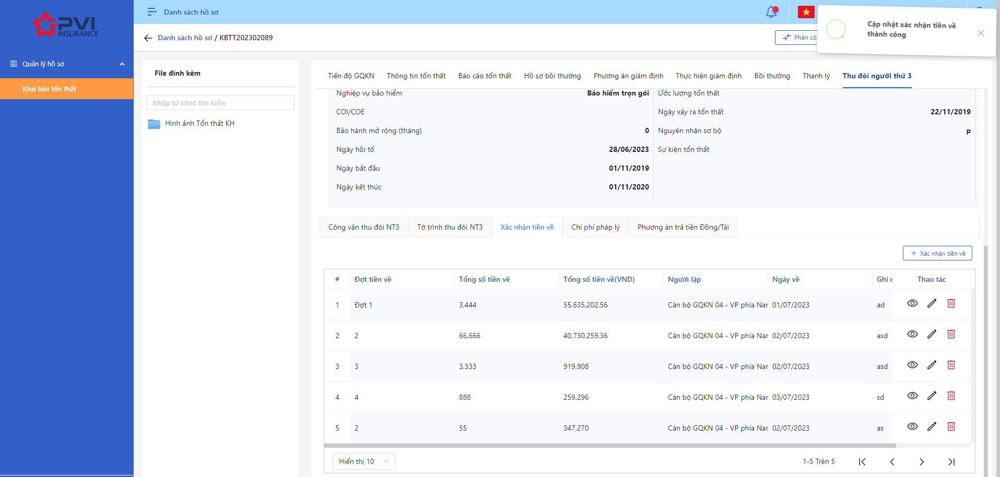 PVI
INSURANCE
Quản lý hồ sơ
Khai báo tổn thất
Danh sách hồ sơ
Danh sách hồ sơ / KBTT202302089
Cập nhật xác nhận tiền về
thành công
File đính kèm
Nhập từ khoá tìm kiếm
Hình ảnh Tổn thất KH
Tiến độ GQKN Thông tin tổn thất Báo cáo tổn thất Hồ sơ bồi thường Phương án giám định Thực hiện giám định Bồi thường Thanh lý Thu đòi người thứ 3
Nghiệp vụ bảo hiểm Bảo hiểm trọn gói Ước lượng tổn thất
COI/COE Ngày xảy ra tổn thất 22/11/2019
Bảo hành mở rộng (tháng) 0 Nguyên nhân sơ bộ p
Ngày hồi tố 28/06/2023 Sự kiện tổn thất
Ngày bắt đầu 01/11/2019
Ngày kết thúc 01/11/2020
Công văn thu đòi NT3 Tờ trình thu đòi NT3 Xác nhận tiền về Chi phí pháp lý Phương án trả tiền Đồng/Tái
+ Xác nhận tiền về
# Đợt tiền về Tổng số tiền về Tổng số tiền về(VND) Người lập Ngày về Ghi Thao tác
1 Đợt 1 3,444 55,635,202.56 Cán bộ GQKN 04 - VP phía 01/07/2023 ad
2 2 66,666 40,730,259.36 Cán bộ GQKN 04 - VP phía 02/07/2023 asd
3 3 3,333 919,908 Cán bộ GQKN 04 - VP phía 02/07/2023 asd
4 4 888 259,296 Cán bộ GQKN 04 - VP phía 03/07/2023 sd
5 2 55 347,270 Cán bộ GQKN 04 - VP phía 02/07/2023 as
Hiển thị 10
1-5 Trên 5
Phân